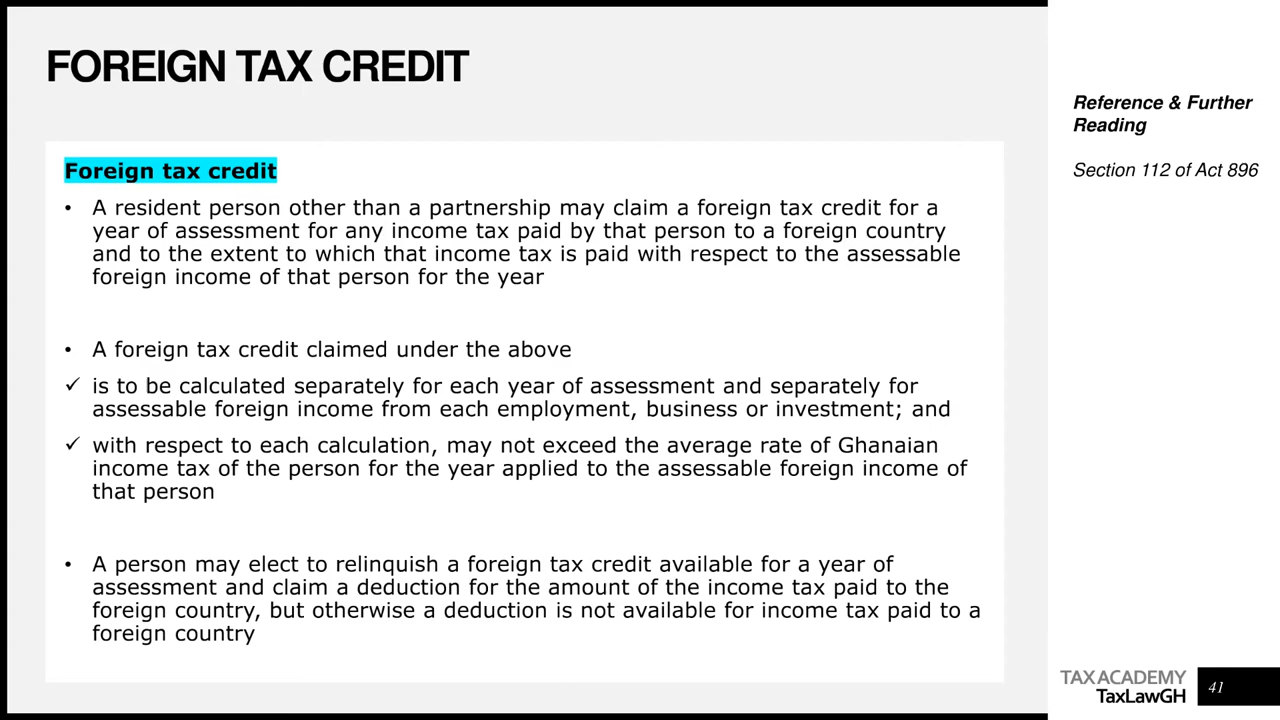 FOREIGN TAX CREDIT
Foreign tax credit
• A resident person other than a partnership may claim a foreign tax credit for a
year of assessment for any income tax paid by that person to a foreign country
and to the extent to which that income tax is paid with respect to the assessable
foreign income of that person for the year
• A foreign tax credit claimed under the above
✓ is to be calculated separately for each year of assessment and separately for
assessable foreign income from each employment, business or investment; and
✓ with respect to each calculation, may not exceed the average rate of Ghanaian
income tax of the person for the year applied to the assessable foreign income of
that person
• A person may elect to relinquish a foreign tax credit available for a year of
assessment and claim a deduction for the amount of the income tax paid to the
foreign country, but otherwise a deduction is not available for income tax paid to a
foreign country
Reference & Further
Reading
Section 112 of Act 896
TAX ACADEMY
TaxLawGH
41